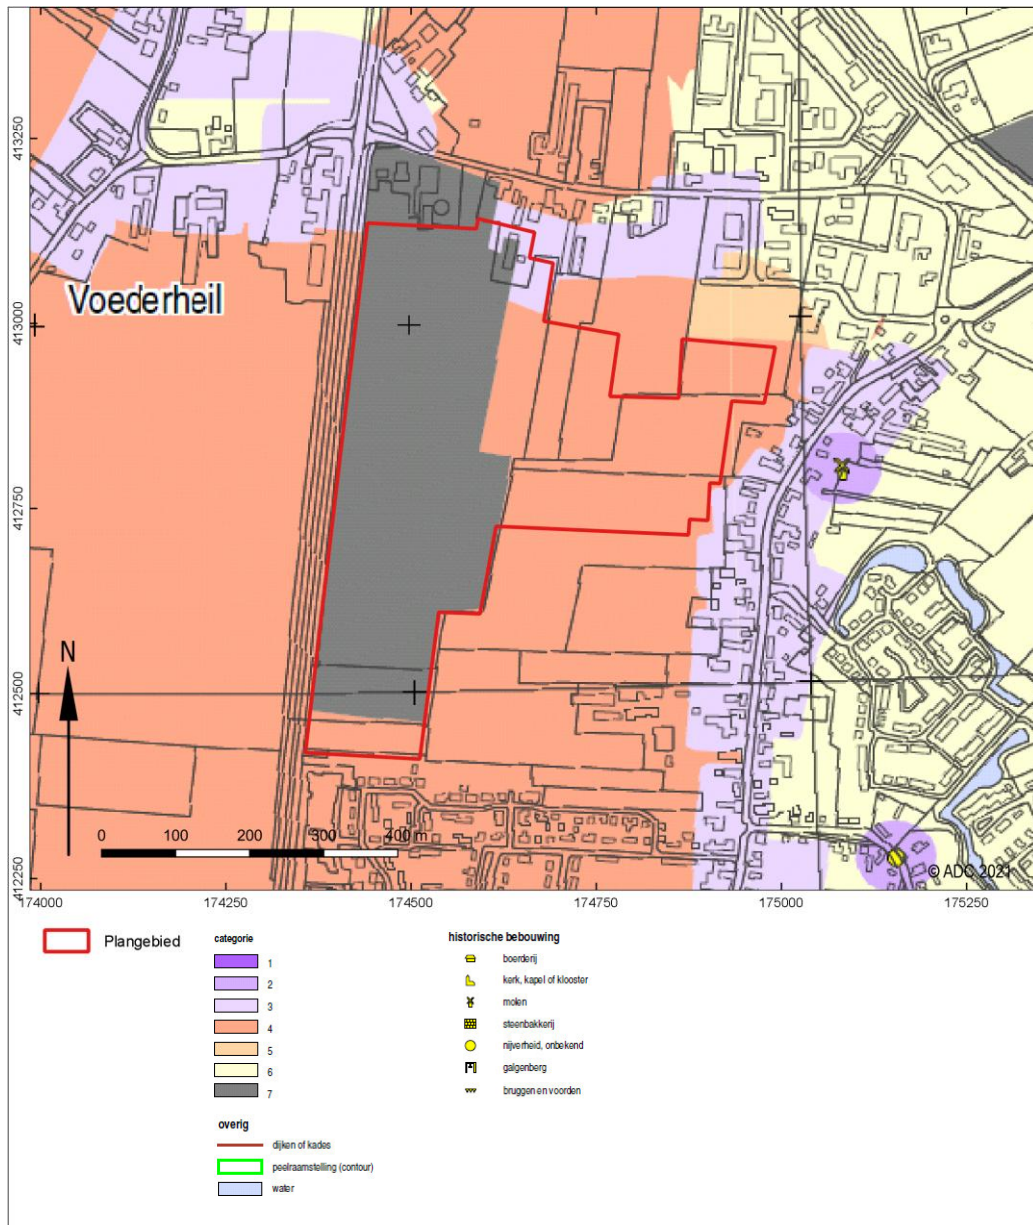 413250
413000
412750
412500
412250
Voederheil
N
0 100 200 300 400 m
© ADC 2021
174000 174250 174500 174750 175000 175250
Plangebied
categorie
1
2
3
4
5
6
7
overig
dijken of kades
peelraamstelling (contour)
water
historische bebouwing
boerderij
kerk, kapel of klooster
molen
steenbakkerij
nijverheid, onbekend
galgenberg
bruggen en voorden